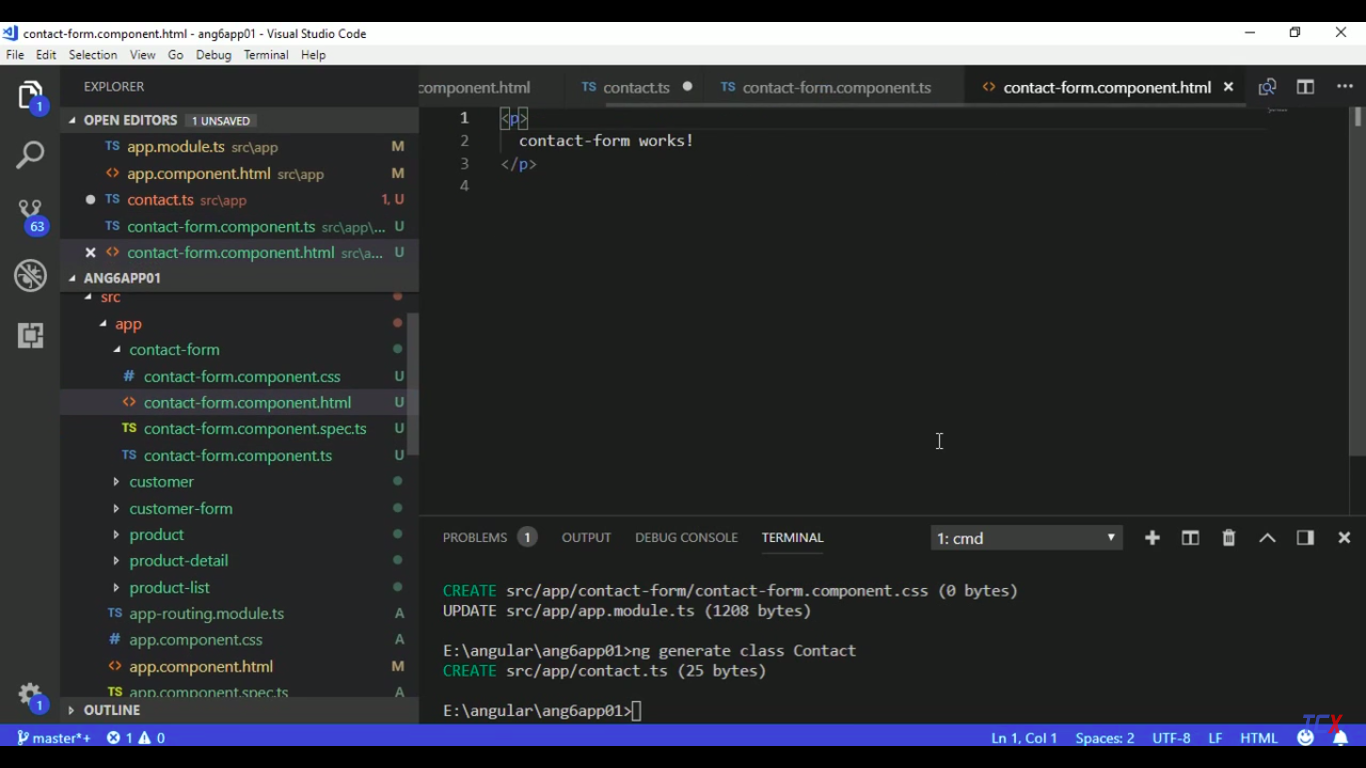 contact-form.component.html - ang6app01 - Visual Studio Code
File Edit Selection View Go Debug Terminal Help
EXPLORER
component.html
TS contact.ts
TS contact-form.component.ts
<> contact-form.component.html
1
OPEN EDITORS 1 UNSAVED
TS app.module.ts src\app M
<> app.component.html src\app M
TS contact.ts src\app 1, U
TS contact-form.component.ts src\app\... U
<> contact-form.component.html src\a... U
63
ANG6APP01
src
app
contact-form
# contact-form.component.css U
<> contact-form.component.html U
TS contact-form.component.spec.ts U
TS contact-form.component.ts U
customer
customer-form
product
product-detail
product-list
TS app-routing.module.ts A
# app.component.css A
<> app.component.html M
TS app.component.spec.ts A
1
OUTLINE
1 <p>
2 contact-form works!
3 </p>
4
PROBLEMS 1 OUTPUT DEBUG CONSOLE TERMINAL 1: cmd
CREATE src/app/contact-form/contact-form.component.css (0 bytes)
UPDATE src/app/app.module.ts (1208 bytes)
E:\angular\ang6app01>ng generate class Contact
CREATE src/app/contact.ts (25 bytes)
E:\angular\ang6app01>
master*+ 1 0
Ln 1, Col 1 Spaces: 2 UTF-8 LF HTML
TCX